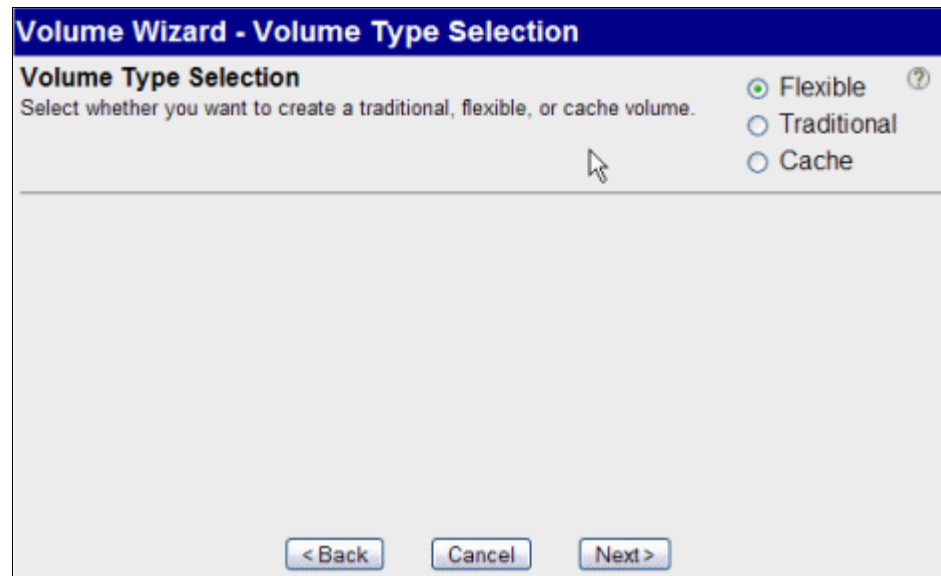 Volume Wizard - Volume Type Selection
Volume Type Selection
Select whether you want to create a traditional, flexible, or cache volume.
Flexible
?
Traditional
Cache
< Back
Cancel
Next >